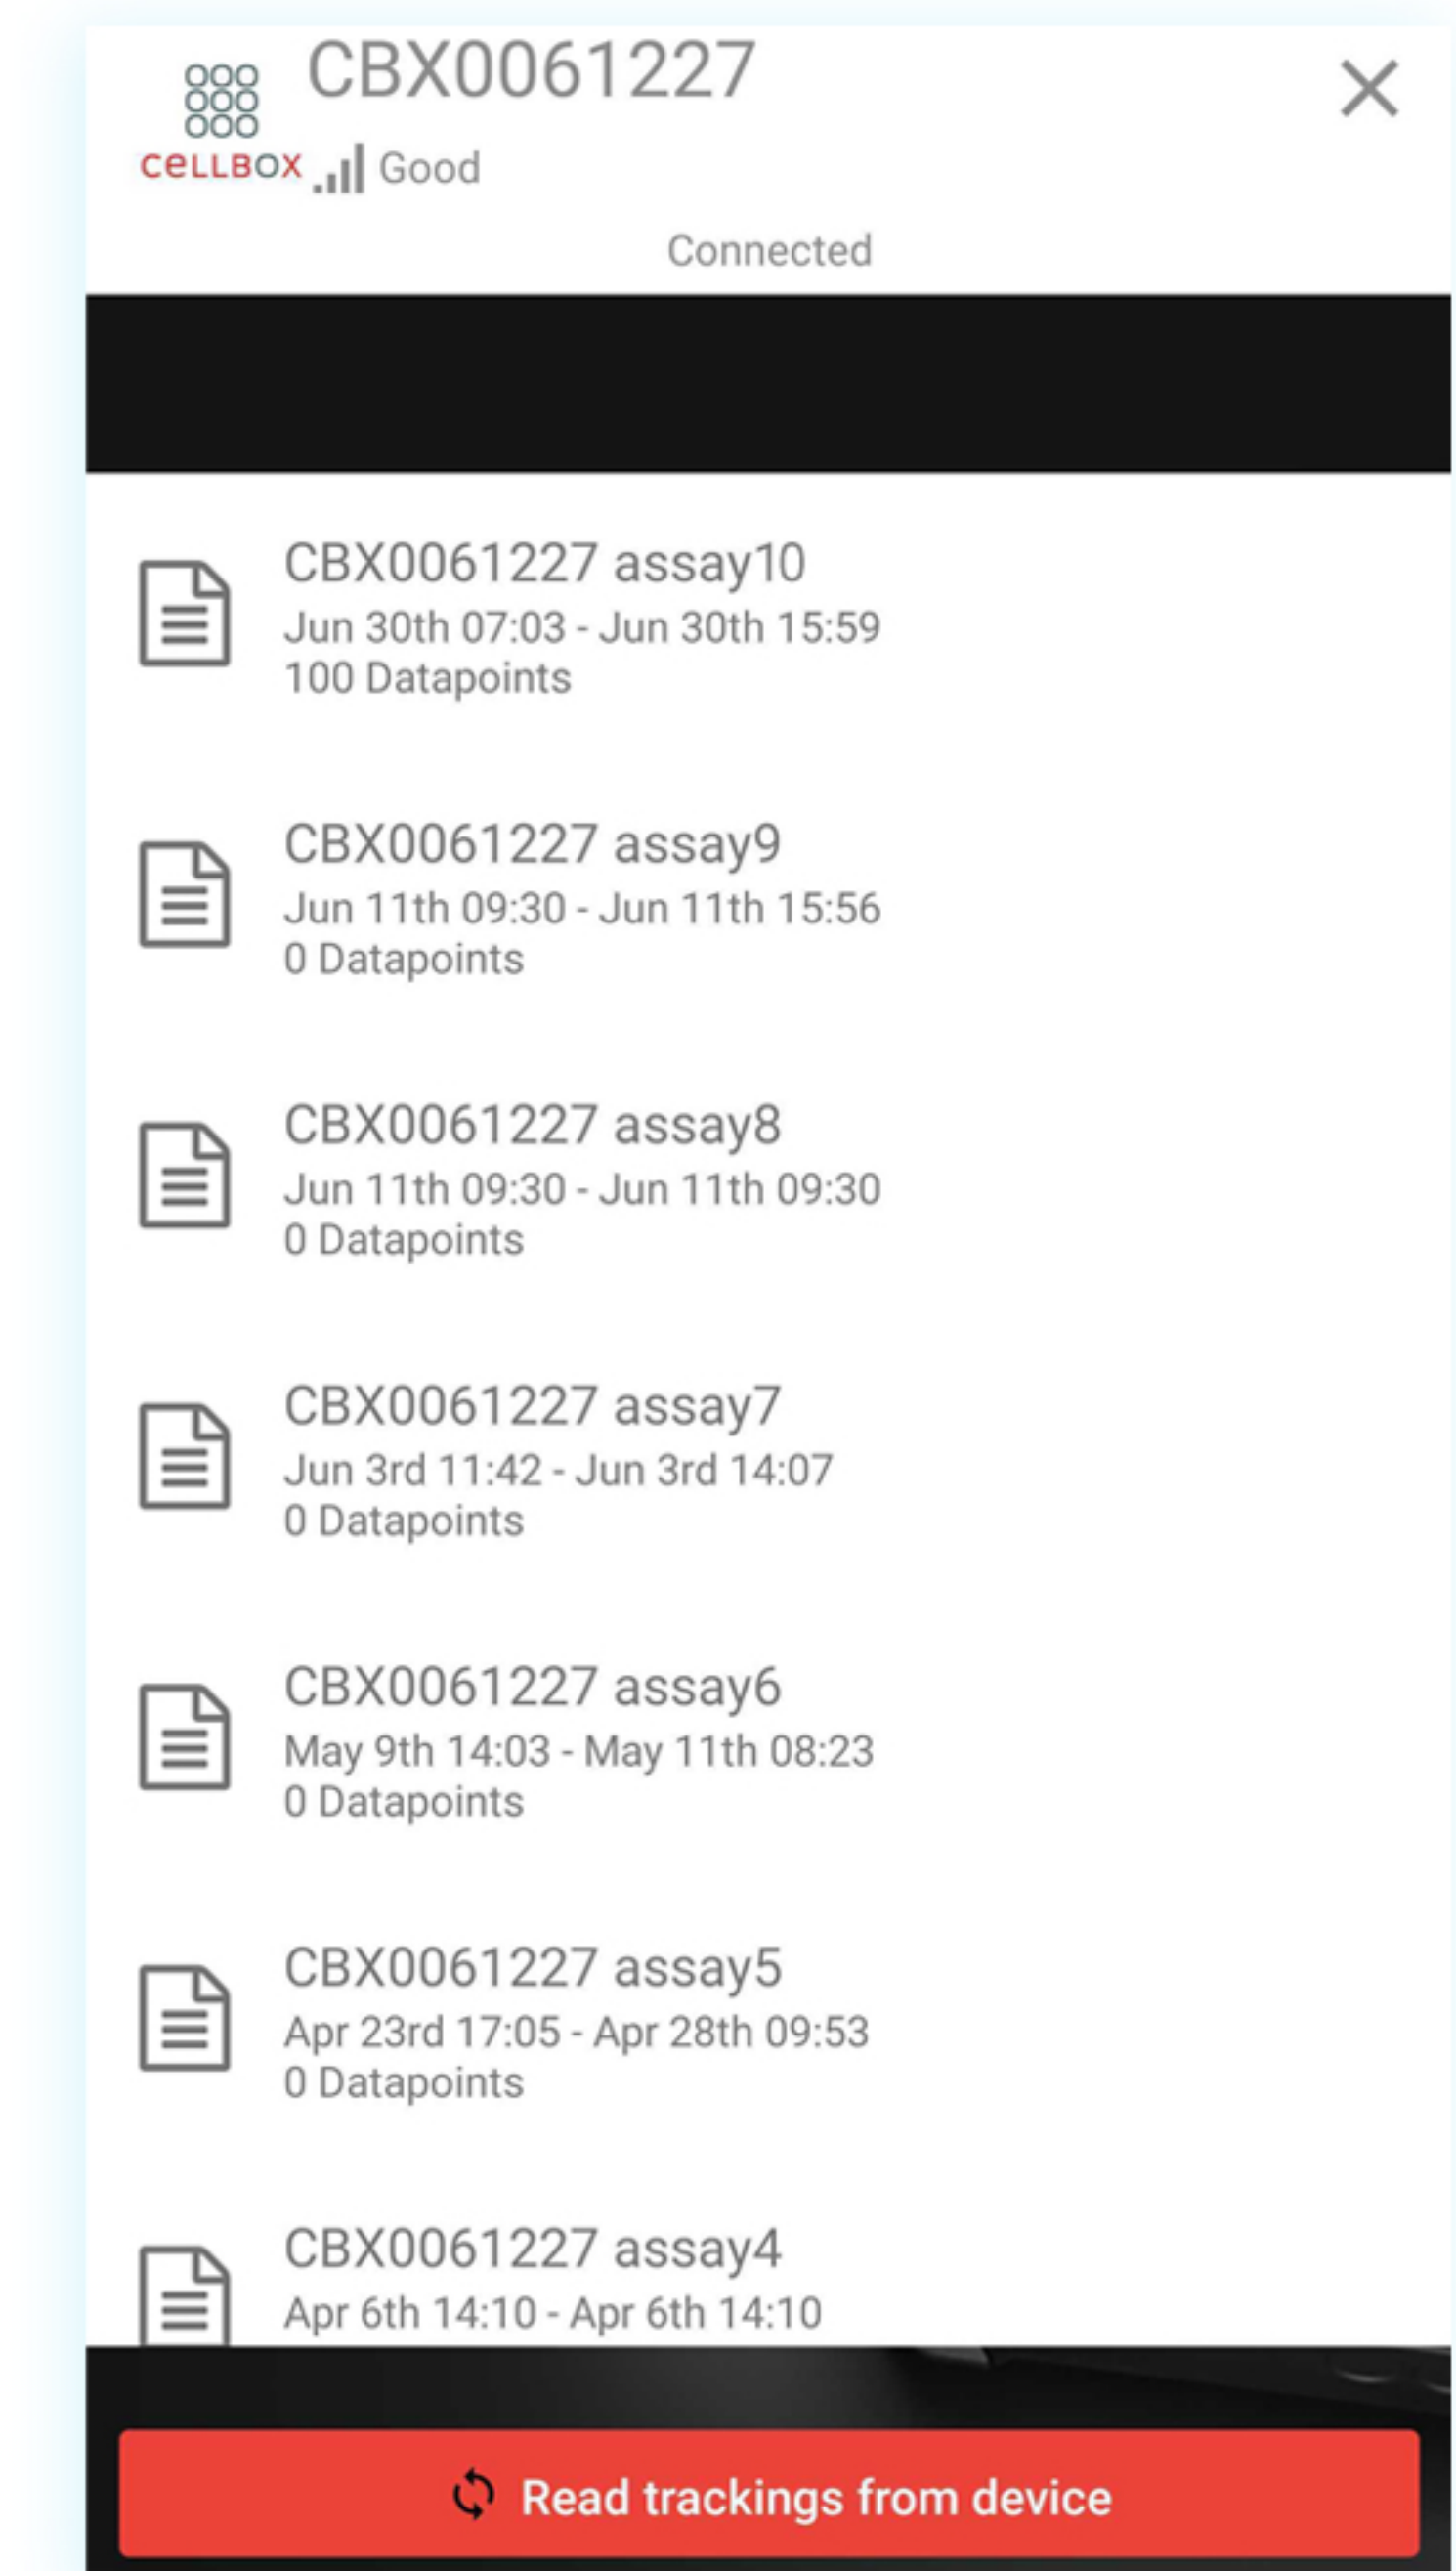 CBX0061227
CELLBOX
Good
Connected
CBX0061227 assay10
Jun 30th 07:03 - Jun 30th 15:59
100 Datapoints
CBX0061227 assay9
Jun 11th 09:30 - Jun 11th 15:56
0 Datapoints
CBX0061227 assay8
Jun 11th 09:30 - Jun 11th 09:30
0 Datapoints
CBX0061227 assay7
Jun 3rd 11:42 - Jun 3rd 14:07
0 Datapoints
CBX0061227 assay6
May 9th 14:03 - May 11th 08:23
0 Datapoints
CBX0061227 assay5
Apr 23rd 17:05 - Apr 28th 09:53
0 Datapoints
CBX0061227 assay4
Apr 6th 14:10 - Apr 6th 14:10
Read trackings from device